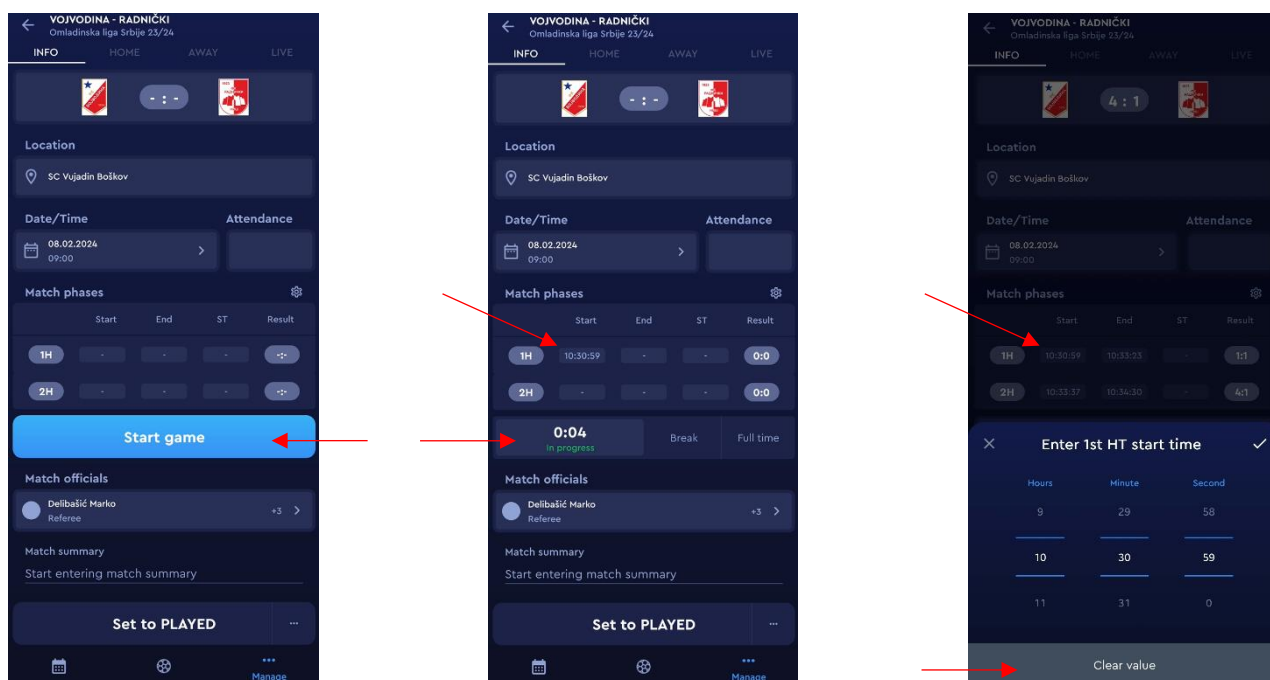 VOJVODINA - RADNIČKI
Omladinska liga Srbije 23/24
INFO HOME AWAY LIVE
- : -
Location
SC Vujadin Boškov
Date/Time Attendance
08.02.2024
09:00
Match phases
Start End ST Result
1H - - - -:-
2H - - - -:-
Start game
Match officials
Delibašić Marko
Referee
+3
Match summary
Start entering match summary
Set to PLAYED ...
Manage
VOJVODINA - RADNIČKI
Omladinska liga Srbije 23/24
INFO HOME AWAY LIVE
- : -
Location
SC Vujadin Boškov
Date/Time Attendance
08.02.2024
09:00
Match phases
Start End ST Result
1H 10:30:59 - - 0:0
2H - - - 0:0
0:04 Break Full time
In progress
Match officials
Delibašić Marko
Referee
+3
Match summary
Start entering match summary
Set to PLAYED ...
Manage
VOJVODINA - RADNIČKI
Omladinska liga Srbije 23/24
INFO HOME AWAY LIVE
4 : 1
Location
SC Vujadin Boškov
Date/Time Attendance
08.02.2024
09:00
Match phases
Start End ST Result
1H 10:30:59 10:33:23 - 1:1
2H 10:33:37 10:34:30 - 4:1
Enter 1st HT start time
Hours Minute Second
9 29 58
10 30 59
11 31 0
Clear value